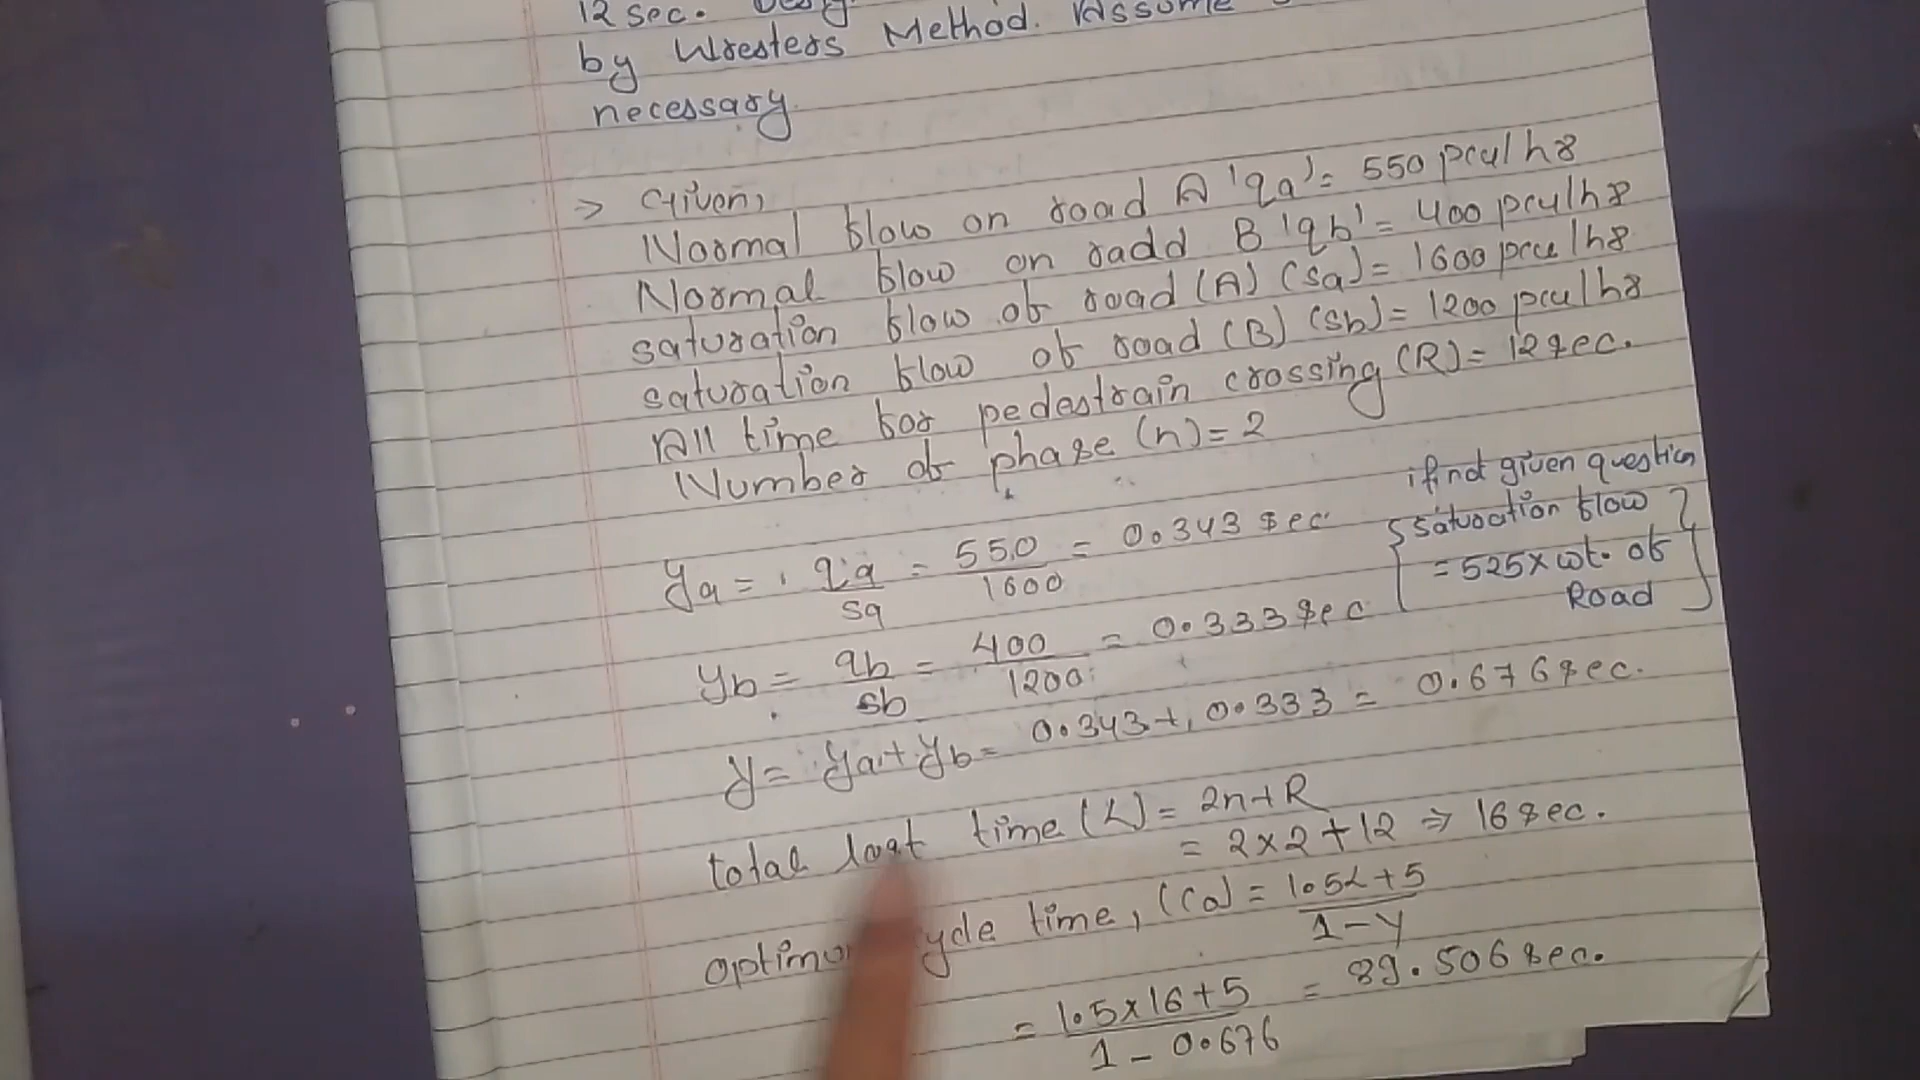 12 sec.
by Wresters Method. Assume
necessary.
→ Given,
Normal flow on road A 'qa' = 550 pcu/hr
Normal flow on radd B 'qb' = 400 pcu/hr
saturation flow of road (A) (sa) = 1600 pcu/hr
saturation flow of road (B) (sb) = 1200 pcu/hr
All time for pedestrain crossing (R) = 12 sec.
Number of phase (n) = 2
ya = qa/sa = 550/1600 = 0.343 sec
if not given question
{saturation flow
= 525 x wt. of
Road}
yb = qb/sb = 400/1200 = 0.333 sec
y = ya + yb = 0.343 + 0.333 = 0.676 sec.
total lost time (L) = 2n + R
= 2x2 + 12 ⇒ 16 sec.
time, (Co) = 1.5L + 5 / 1 - y
= 1.5 x 16 + 5 / 1 - 0.676 = 89.506 sec.